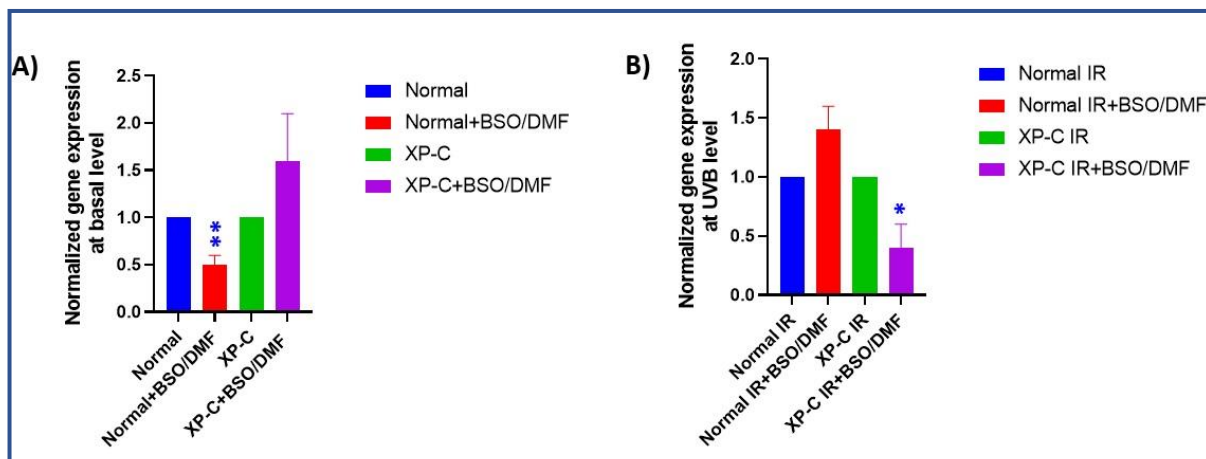 A)
Normalized gene expression
at basal level
2.5
2.0
1.5
1.0
0.5
0.0
**
Normal
Normal+BSO/DMF
XP-C
XP-C+BSO/DMF
Normal
Normal+BSO/DMF
XP-C
XP-C+BSO/DMF
B)
Normalized gene expression
at UVB level
2.0
1.5
1.0
0.5
0.0
*
Normal IR
Normal IR+BSO/DMF
XP-C IR
XP-C IR+BSO/DMF
Normal IR
Normal IR+BSO/DMF
XP-C IR
XP-C IR+BSO/DMF